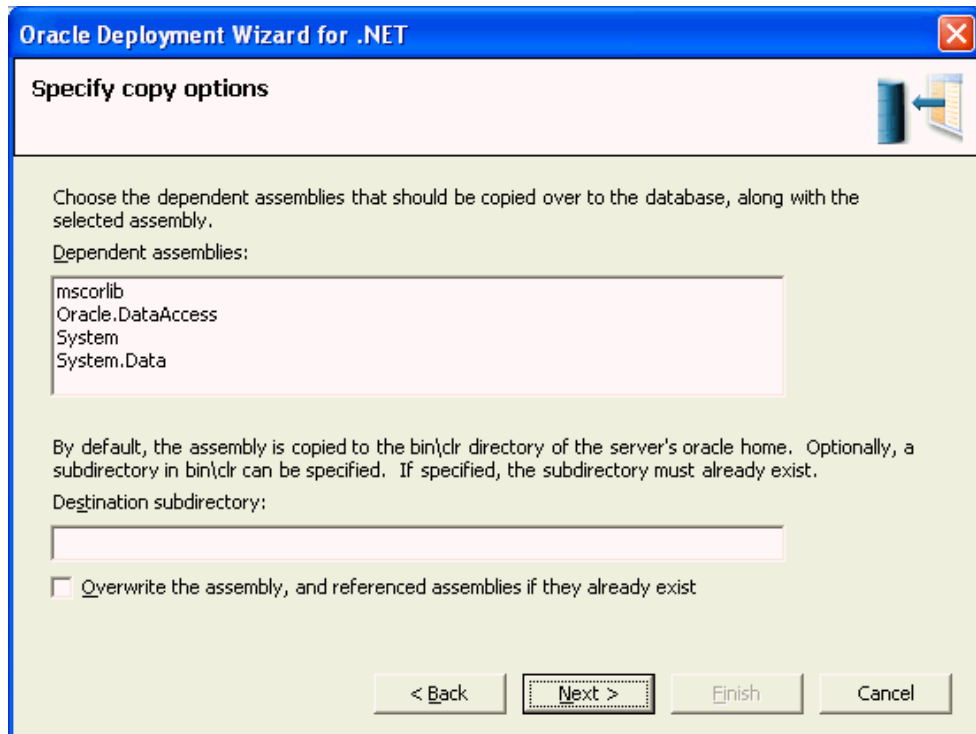 Oracle Deployment Wizard for .NET
Specify copy options
Choose the dependent assemblies that should be copied over to the database, along with the
selected assembly.
Dependent assemblies:
mscorlib
Oracle.DataAccess
System
System.Data
By default, the assembly is copied to the bin\clr directory of the server's oracle home.  Optionally, a
subdirectory in bin\clr can be specified.  If specified, the subdirectory must already exist.
Destination subdirectory:
Overwrite the assembly, and referenced assemblies if they already exist
< Back
Next >
Finish
Cancel